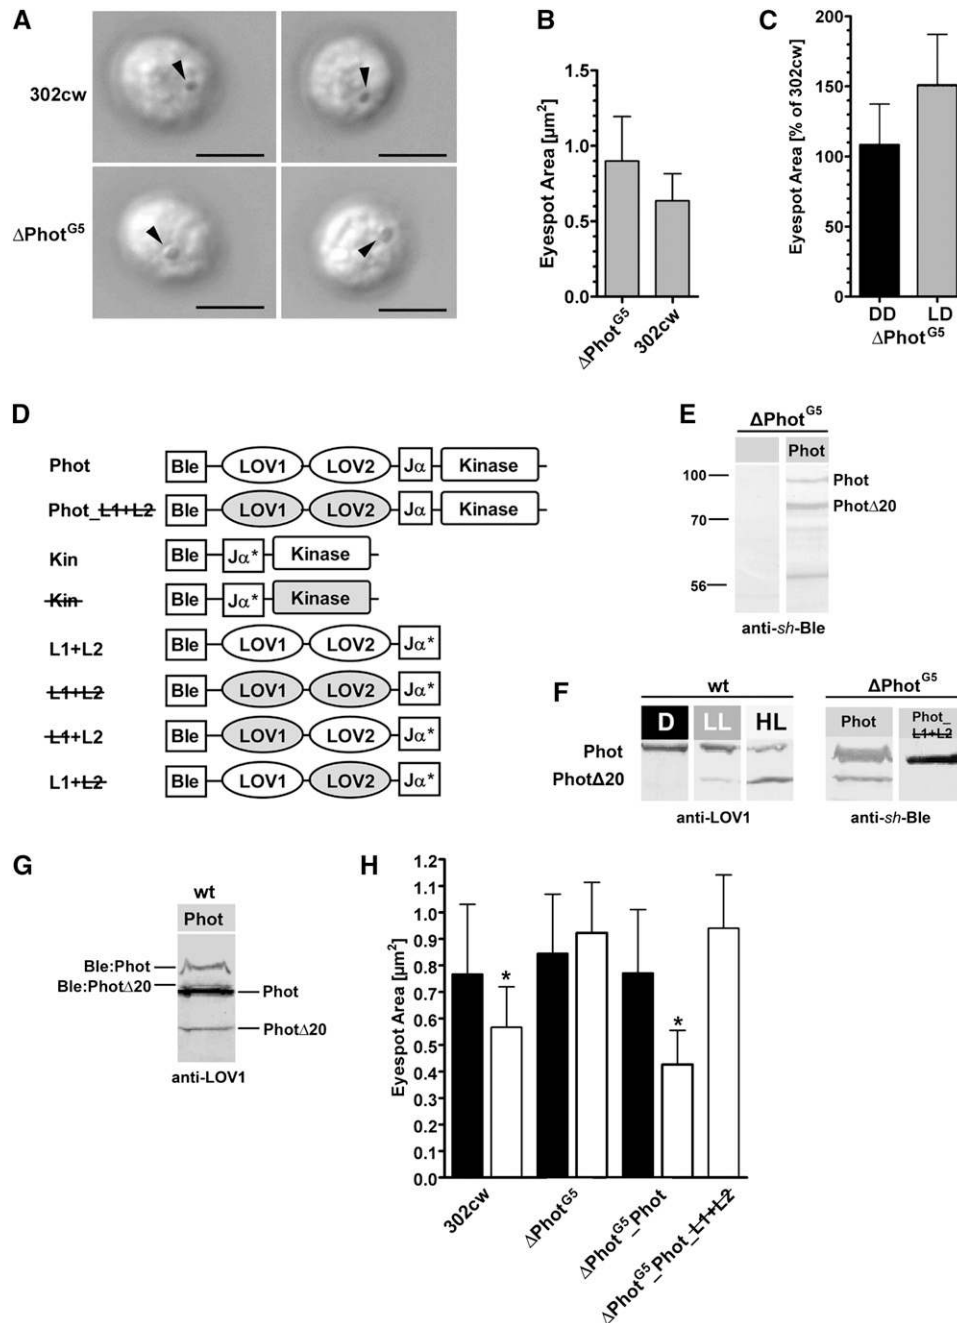 A
302cw
ΔPhot^G5
B
Eyespot Area [µm²]
1.5
1.0
0.5
0.0
ΔPhot^G5
302cw
C
Eyespot Area [% of 302cw]
200
150
100
50
0
DD LD
ΔPhot^G5
D
Phot Ble LOV1 LOV2 Jα Kinase
Phot_L1+L2 Ble LOV1 LOV2 Jα Kinase
Kin Ble Jα* Kinase
Kin Ble Jα* Kinase
L1+L2 Ble LOV1 LOV2 Jα*
L1+L2 Ble LOV1 LOV2 Jα*
L1+L2 Ble LOV1 LOV2 Jα*
L1+L2 Ble LOV1 LOV2 Jα*
E
ΔPhot^G5
Phot
100
70
56
Phot
PhotΔ20
anti-sh-Ble
F
wt
D LL HL
Phot
PhotΔ20
anti-LOV1
ΔPhot^G5
Phot
Phot_
L1+L2
anti-sh-Ble
G
wt
Phot
Ble:Phot
Ble:PhotΔ20
Phot
PhotΔ20
anti-LOV1
H
Eyespot Area [µm²]
1.2
1.1
1.0
0.9
0.8
0.7
0.6
0.5
0.4
0.3
0.2
0.1
0.0
*
*
302cw
ΔPhot^G5
ΔPhot^G5_Phot
ΔPhot^G5_Phot_L1+L2